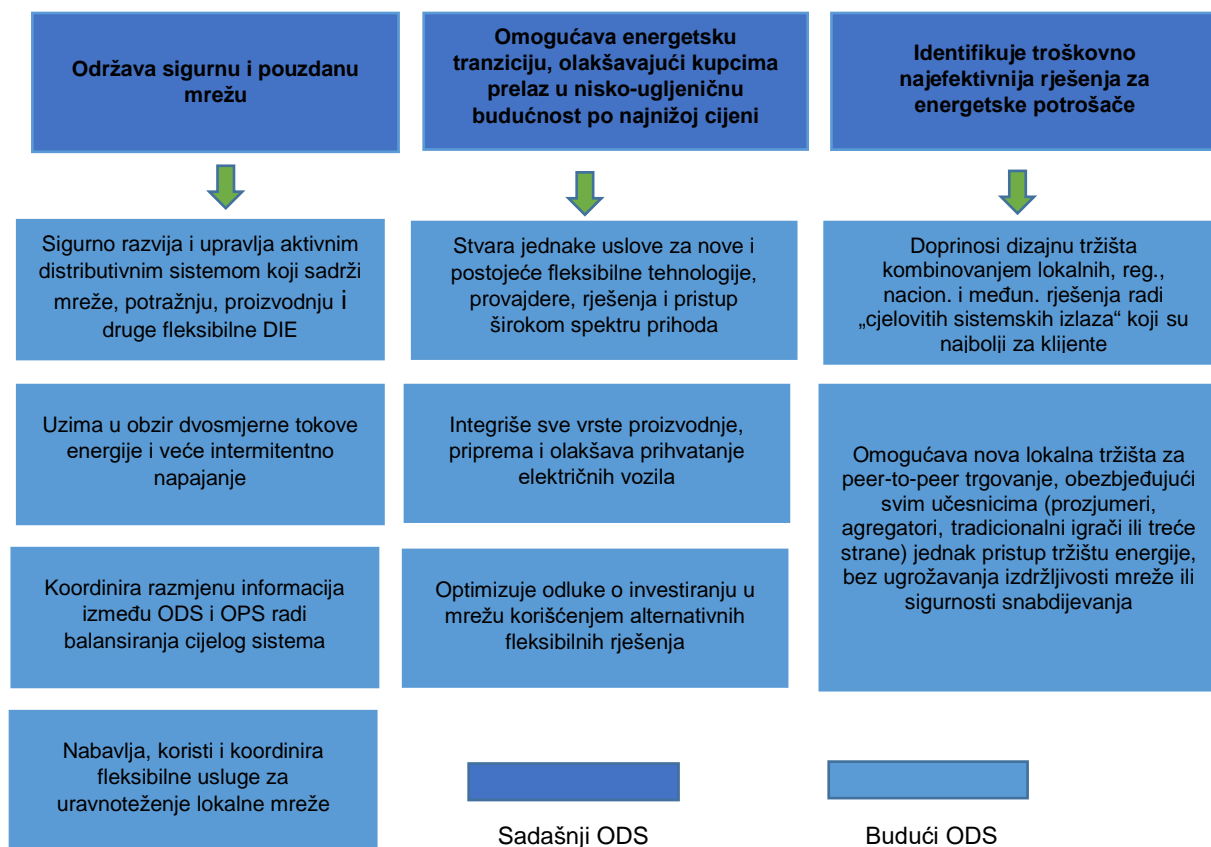 Održava sigurnu i pouzdanu
mrežu
Sigurno razvija i upravlja aktivnim
distributivnim sistemom koji sadrži
mreže, potražnju, proizvodnju i
druge fleksibilne DIE
Uzima u obzir dvosmjerne tokove
energije i veće intermitentno
napajanje
Koordinira razmjenu informacija
između ODS i OPS radi
balansiranja cijelog sistema
Nabavlja, koristi i koordinira
fleksibilne usluge za
uravnoteženje lokalne mreže
Omogućava energetsku
tranziciju, olakšavajući kupcima
prelaz u nisko-ugljeničnu
budućnost po najnižoj cijeni
Stvara jednake uslove za nove i
postojeće fleksibilne tehnologije,
provajdere, rješenja i pristup
širokom spektru prihoda
Integriše sve vrste proizvodnje,
priprema i olakšava prihvatanje
električnih vozila
Optimizuje odluke o investiranju u
mrežu korišćenjem alternativnih
fleksibilnih rješenja
Identifikuje troškovno
najefektivnija rješenja za
energetske potrošače
Doprinosi dizajnu tržišta
kombinovanjem lokalnih, reg.,
nacion. i međun. rješenja radi
„cjelovitih sistemskih izlaza“ koji su
najbolji za klijente
Omogućava nova lokalna tržišta za
peer-to-peer trgovanje, obezbjeđujući
svim učesnicima (prozjumeri,
agregatori, tradicionalni igrači ili treće
strane) jednak pristup tržištu energije,
bez ugrožavanja izdržljivosti mreže ili
sigurnosti snabdijevanja
Sadašnji ODS
Budući ODS